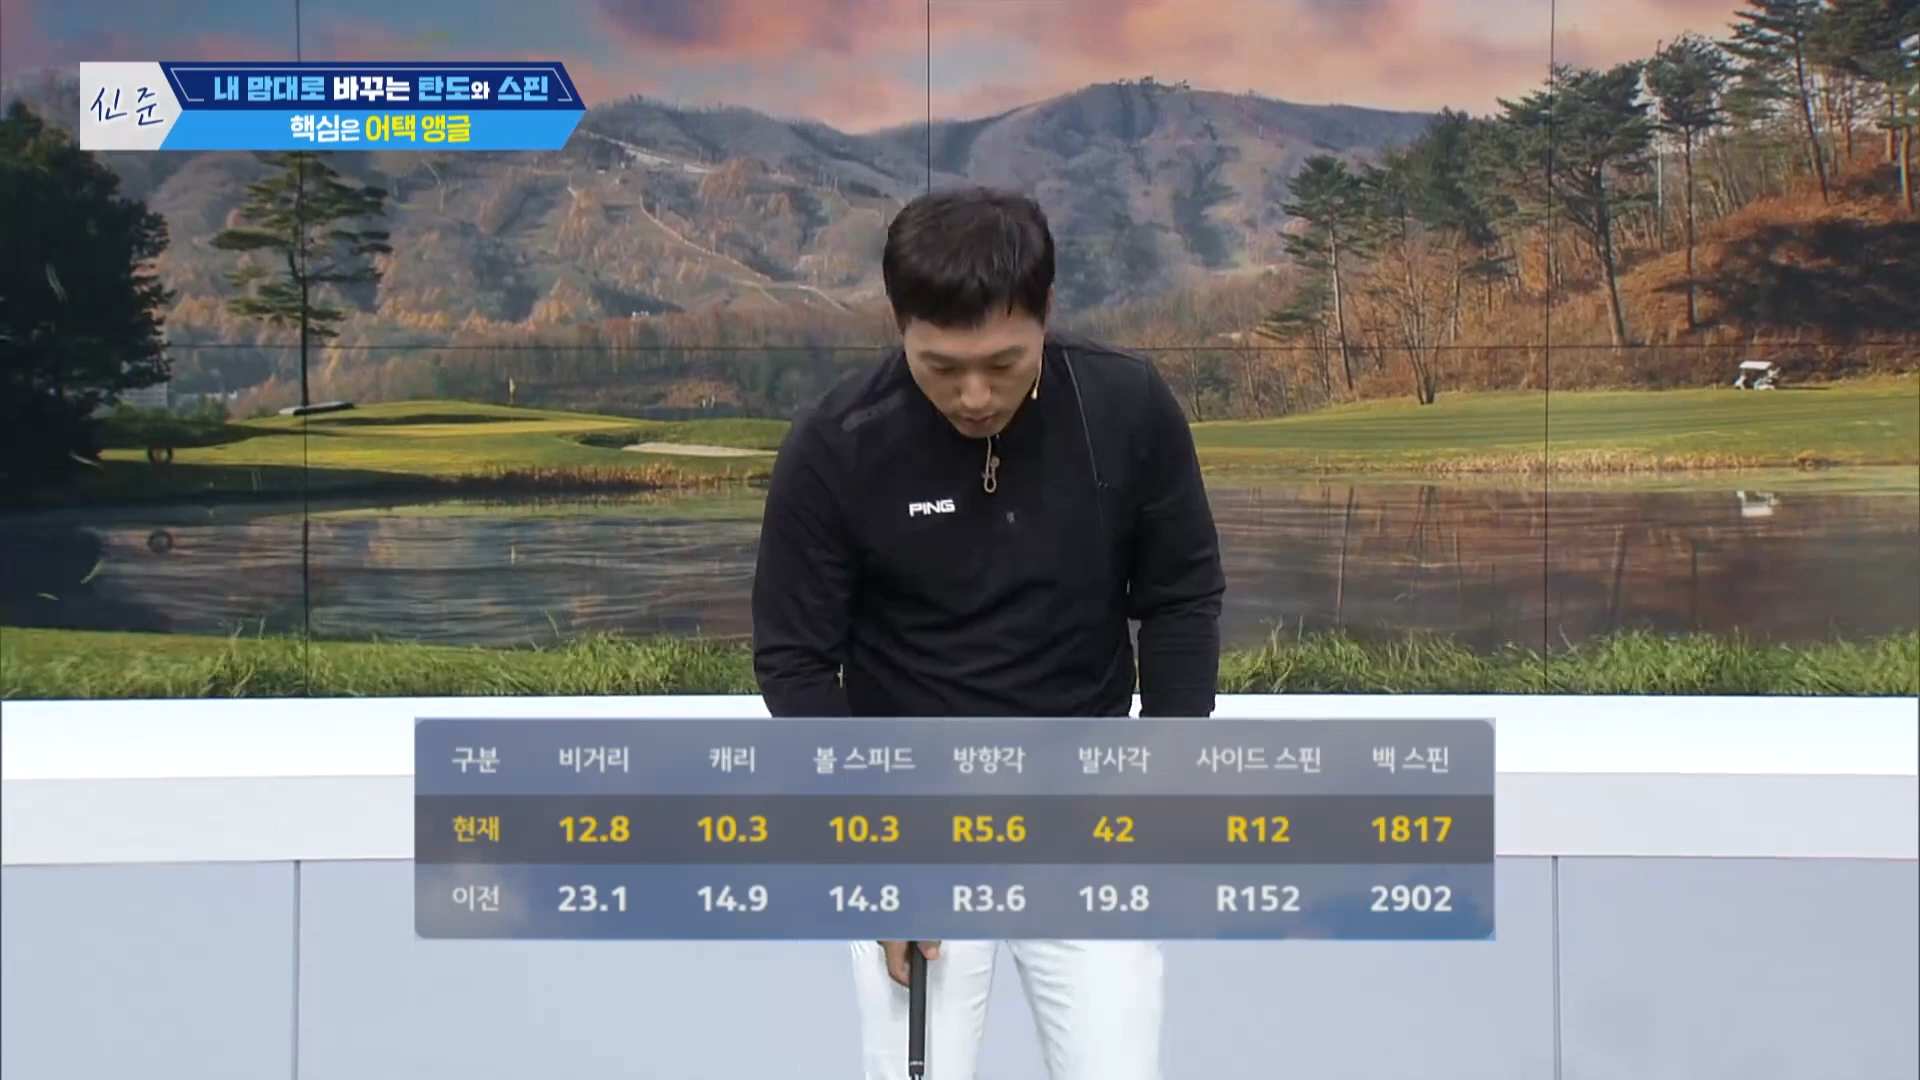 신준
내 맘대로 바꾸는 탄도와 스핀
핵심은 어택 앵글
PING
구분 비거리 캐리 볼 스피드 방향각 발사각 사이드 스핀 백 스핀
현재 12.8 10.3 10.3 R5.6 42 R12 1817
이전 23.1 14.9 14.8 R3.6 19.8 R152 2902